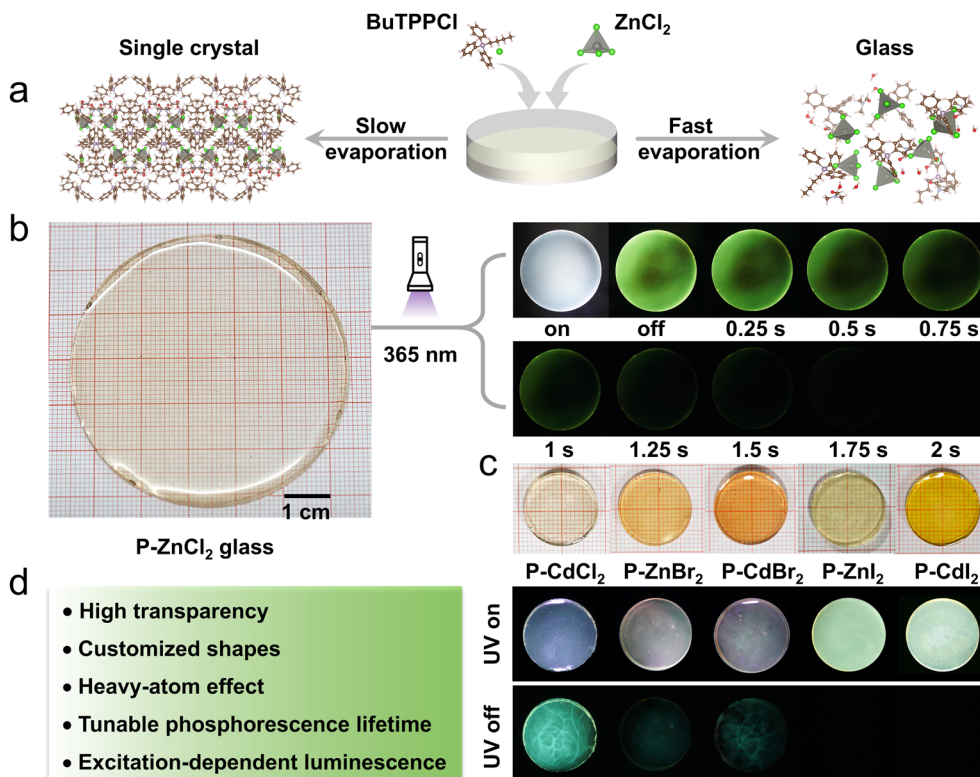 a
Single crystal
BuTPPCl
ZnCl₂
Glass
Slow
evaporation
Fast
evaporation
b
365 nm
1 cm
P-ZnCl₂ glass
on off 0.25 s 0.5 s 0.75 s
1 s 1.25 s 1.5 s 1.75 s 2 s
c
P-CdCl₂ P-ZnBr₂ P-CdBr₂ P-ZnI₂ P-CdI₂
UV on
UV off
d
• High transparency
• Customized shapes
• Heavy-atom effect
• Tunable phosphorescence lifetime
• Excitation-dependent luminescence